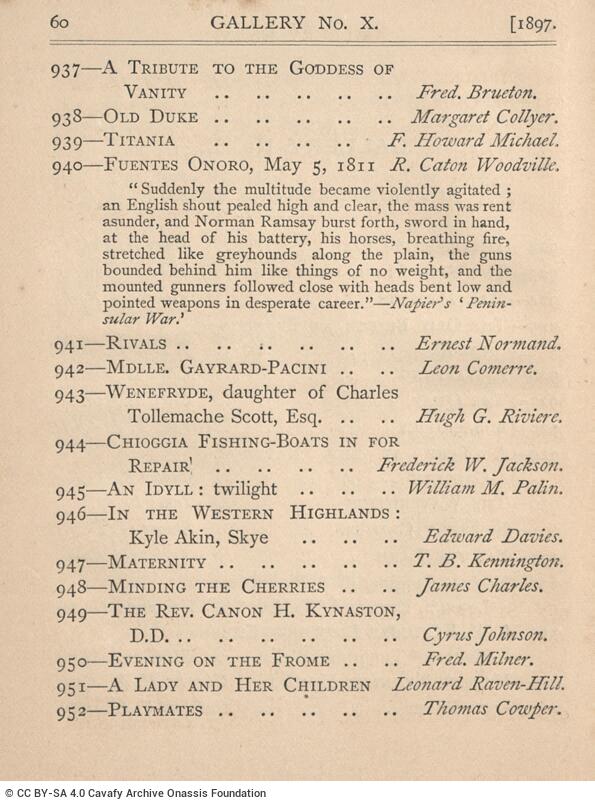 60 GALLERY No. X. [1897.
937—A TRIBUTE TO THE GODDESS OF
VANITY .. .. .. .. .. Fred. Brueton.
938—OLD DUKE .. .. .. .. .. Margaret Collyer.
939—TITANIA .. .. .. .. F. Howard Michael.
940—FUENTES ONORO, MAY 5, 1811 R. Caton Woodville.
“Suddenly the multitude became violently agitated ;
an English shout pealed high and clear, the mass was rent
asunder, and Norman Ramsay burst forth, sword in hand,
at the head of his battery, his horses, breathing fire,
stretched like greyhounds along the plain, the guns
bounded behind him like things of no weight, and the
mounted gunners followed close with heads bent low and
pointed weapons in desperate career.”—Napier's ‘Penin-
sular War.’
941—RIVALS .. .. .. .. .. .. Ernest Normand.
942—MDLLE. GAYRARD-PACINI .. .. Leon Comerre.
943—WENEFRYDE, daughter of Charles
Tollemache Scott, Esq. .. .. Hugh G. Riviere.
944—CHIOGGIA FISHING-BOATS IN FOR
REPAIR .. .. .. .. Frederick W. Jackson.
945—AN IDYLL : twilight .. .. .. William M. Palin.
946—IN THE WESTERN HIGHLANDS :
Kyle Akin, Skye .. .. .. Edward Davies.
947—MATERNITY .. .. .. .. .. T. B. Kennington.
948—MINDING THE CHERRIES .. .. James Charles.
949—THE REV. CANON H. KYNASTON,
D.D. .. .. .. .. .. .. Cyrus Johnson.
950—EVENING ON THE FROME .. .. Fred. Milner.
951—A LADY AND HER CHILDREN Leonard Raven-Hill.
952—PLAYMATES .. .. .. .. .. Thomas Cowper.
© CC BY-SA 4.0 Cavafy Archive Onassis Foundation